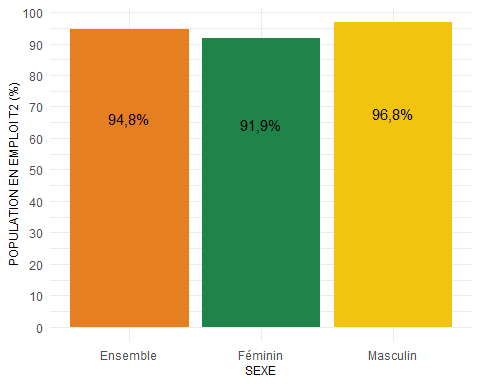 POPULATION EN EMPLOI T2 (%)
100
90
80
70
60
50
40
30
20
10
0
94,8%
91,9%
96,8%
Ensemble
Féminin
Masculin
SEXE